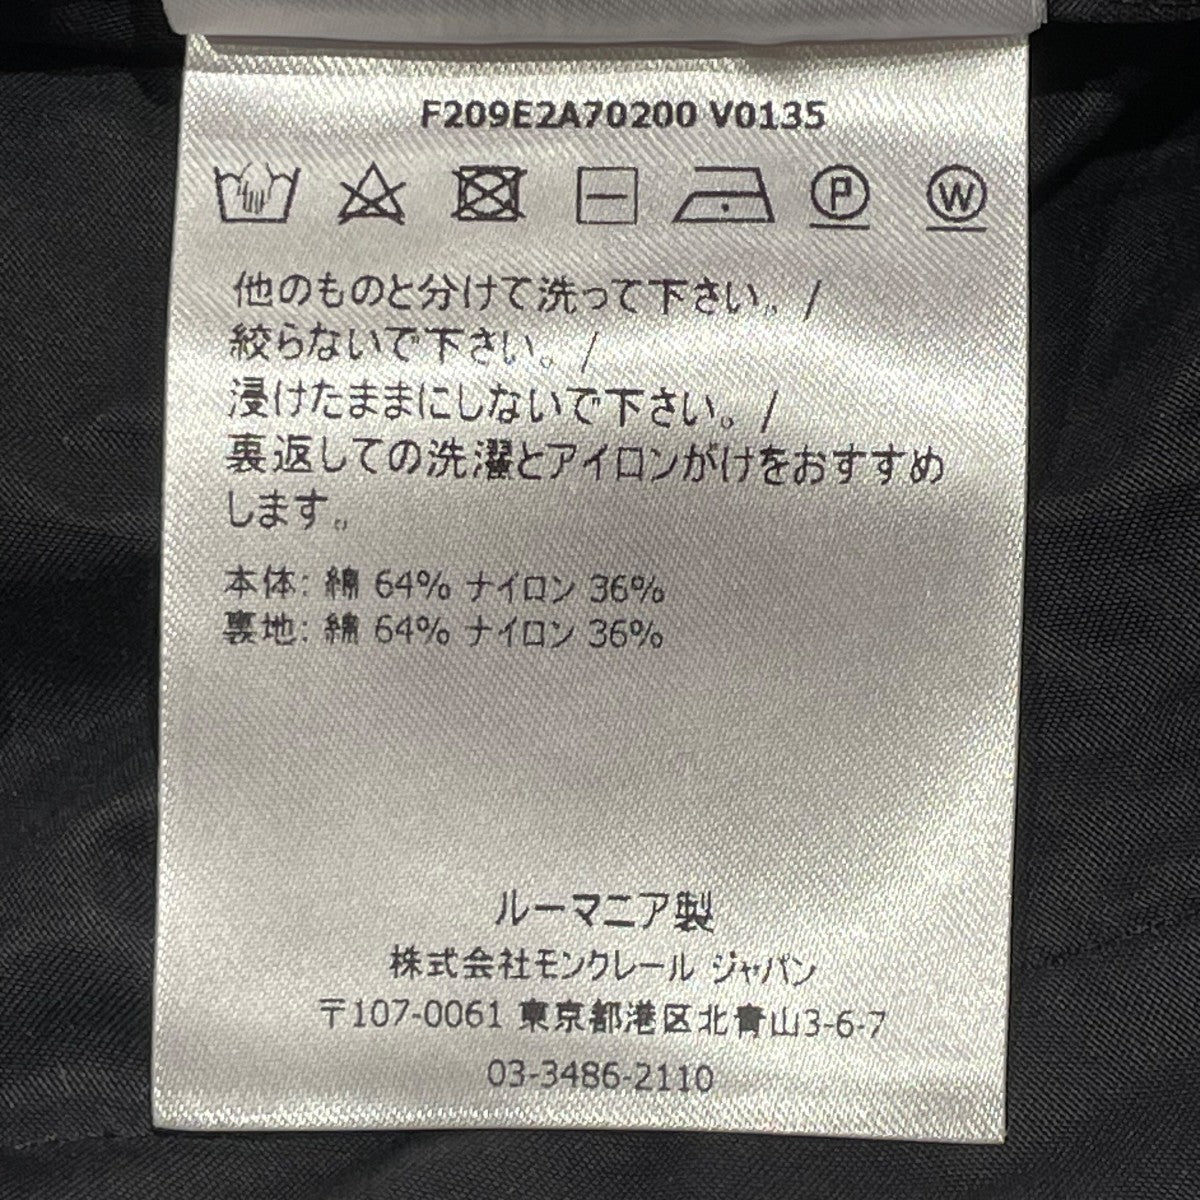 F209E2A70200 V0135
P W
他のものと分けて洗って下さい。/
絞らないで下さい。/
浸けたままにしないで下さい。/
裏返しての洗濯とアイロンがけをおすすめ
します。
本体: 綿 64% ナイロン 36%
裏地: 綿 64% ナイロン 36%
ルーマニア製
株式会社モンクレール ジャパン
〒107-0061 東京都港区北青山3-6-7
03-3486-2110